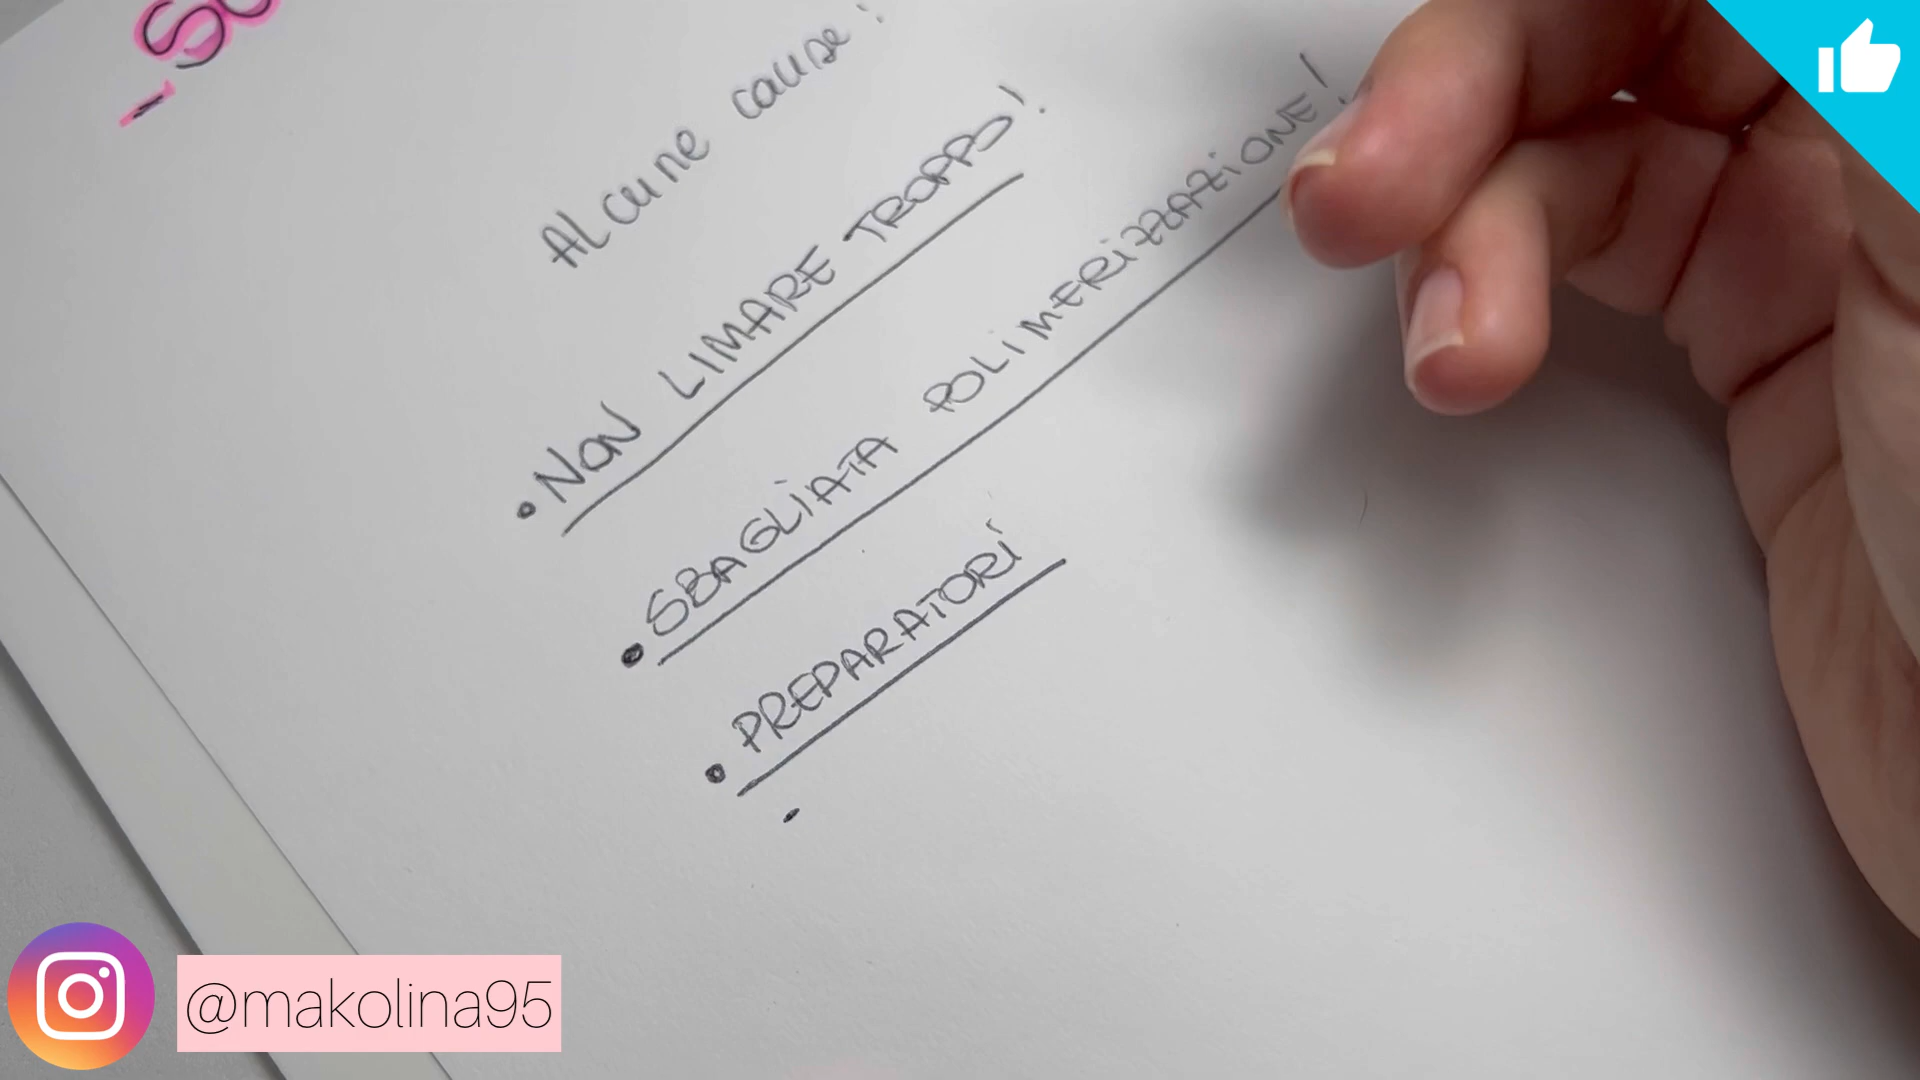 Alcune cause:
• NON LIMARE TROPPO!
• SBAGLIATA POLIMERIZZAZIONE!
• PREPARATORI
•
@makolina95